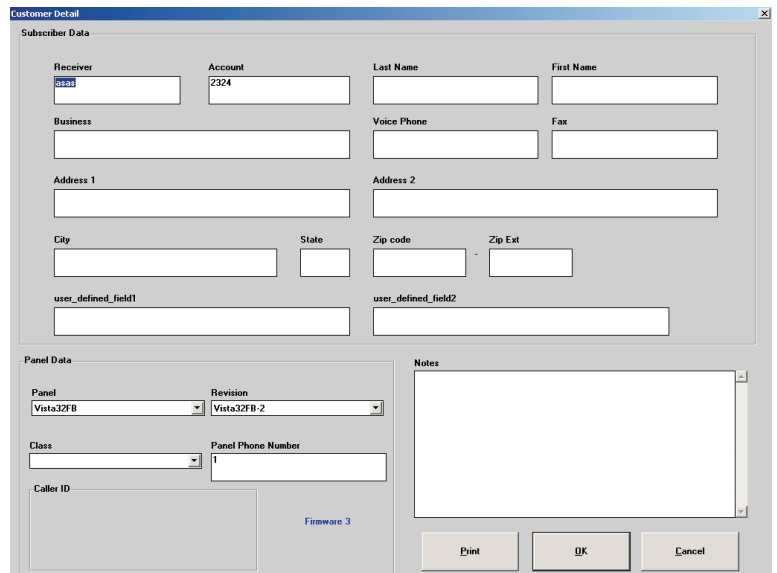 Customer Detail
Subscriber Data
Receiver Account Last Name First Name
asas 2324
Business Voice Phone Fax
Address 1 Address 2
City State Zip code Zip Ext
-
user_defined_field1 user_defined_field2
Panel Data
Notes
Panel Revision
Vista32FB Vista32FB-2
Class Panel Phone Number
1
Caller ID
Firmware 3
Print OK Cancel